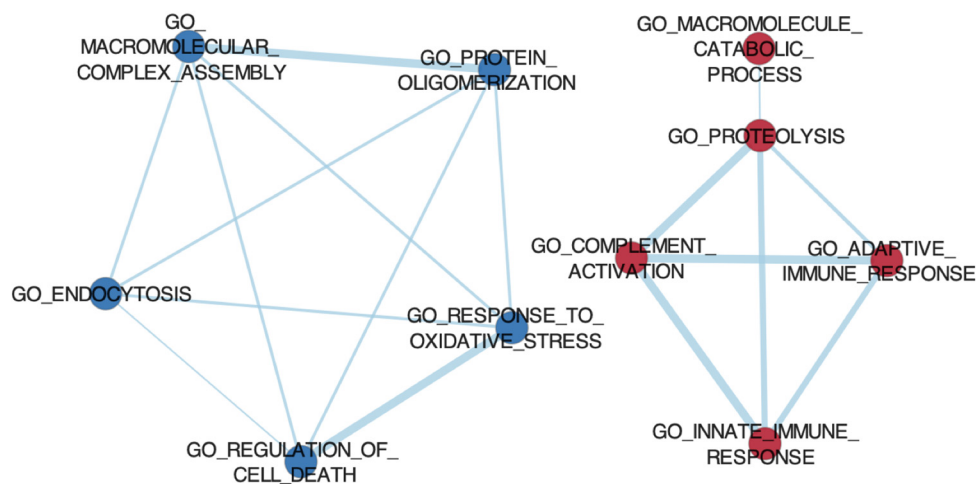 GO_
MACROMOLECULAR_
COMPLEX_ASSEMBLY
GO_PROTEIN_
OLIGOMERIZATION
GO_ENDOCYTOSIS
GO_RESPONSE_TO_
OXIDATIVE_STRESS
GO_REGULATION_OF_
CELL_DEATH
GO_MACROMOLECULE_
CATABOLIC_
PROCESS
GO_PROTEOLYSIS
GO_COMPLEMENT_
ACTIVATION
GO_ADAPTIVE_
IMMUNE_RESPONSE
GO_INNATE_IMMUNE_
RESPONSE